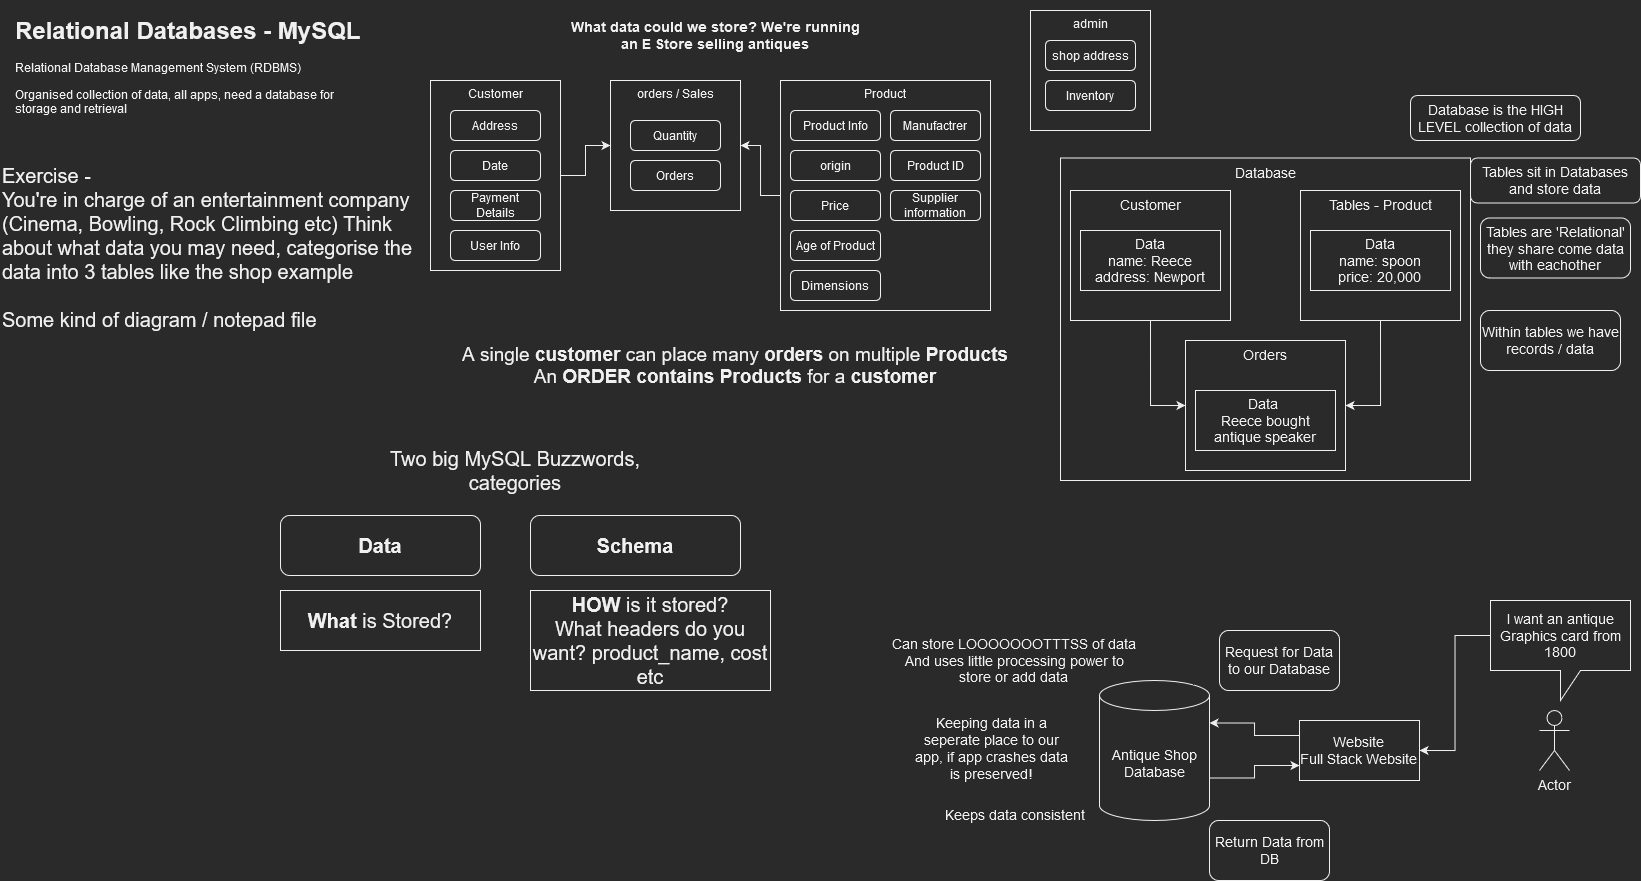 Relational Databases - MySQL
Relational Database Management System (RDBMS)
Organised collection of data, all apps, need a database for
storage and retrieval
Exercise -
You're in charge of an entertainment company
(Cinema, Bowling, Rock Climbing etc) Think
about what data you may need, categorise the
data into 3 tables like the shop example
Some kind of diagram / notepad file
What data could we store? We're running
an E Store selling antiques
Customer
Address
Date
Payment
Details
User Info
orders / Sales
Quantity
Orders
Product
Product Info
Manufactrer
origin
Product ID
Price
Supplier
information
Age of Product
Dimensions
admin
shop address
Inventory
A single customer can place many orders on multiple Products
An ORDER contains Products for a customer
Database is the HIGH
LEVEL collection of data
Tables sit in Databases
and store data
Tables are 'Relational'
they share come data
with eachother
Within tables we have
records / data
Database
Customer
Data
name: Reece
address: Newport
Tables - Product
Data
name: spoon
price: 20,000
Orders
Data
Reece bought
antique speaker
Two big MySQL Buzzwords,
categories
Data
Schema
What is Stored?
HOW is it stored?
What headers do you
want? product_name, cost
etc
Can store LOOOOOOOTTTSS of data
And uses little processing power to
store or add data
Keeping data in a
seperate place to our
app, if app crashes data
is preserved!
Keeps data consistent
Antique Shop
Database
Request for Data
to our Database
Return Data from
DB
Website
Full Stack Website
I want an antique
Graphics card from
1800
Actor